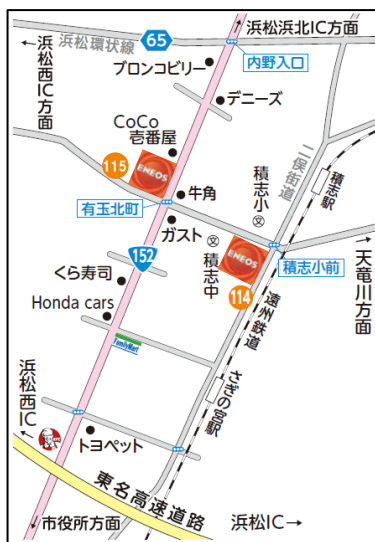 浜松浜北IC方面
浜松環状線
65
内野入口
浜松西IC方面
ブロンコビリー
デニーズ
CoCo
壱番屋
115
ENEOS
二俣街道
積志駅
積志小
文
牛角
有玉北町
ガスト
文
積志中
ENEOS
114
積志小前
天竜川方面
152
くら寿司
Honda cars
遠州鉄道
FamilyMart
さぎの宮駅
浜松西IC
トヨペット
東名高速道路
市役所方面
浜松IC